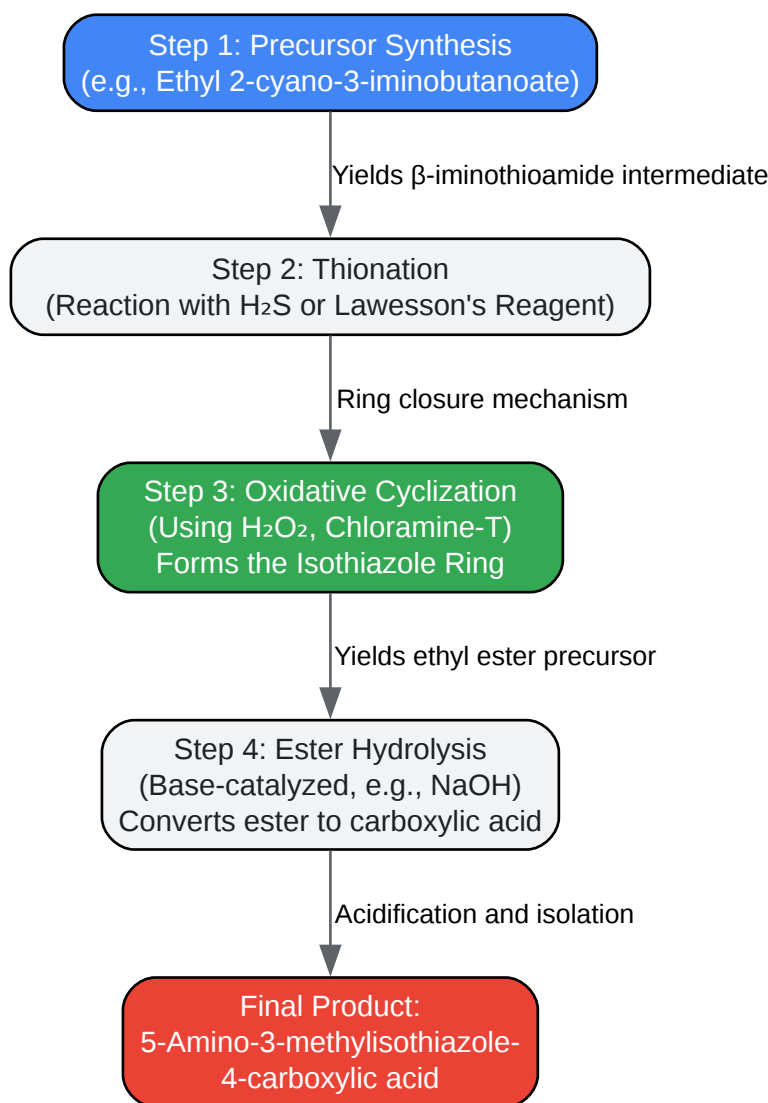 Step 1: Precursor Synthesis
(e.g., Ethyl 2-cyano-3-iminobutanoate)
Yields β-iminothioamide intermediate
Step 2: Thionation
(Reaction with H₂S or Lawesson's Reagent)
Ring closure mechanism
Step 3: Oxidative Cyclization
(Using H₂O₂, Chloramine-T)
Forms the Isothiazole Ring
Yields ethyl ester precursor
Step 4: Ester Hydrolysis
(Base-catalyzed, e.g., NaOH)
Converts ester to carboxylic acid
Acidification and isolation
Final Product:
5-Amino-3-methylisothiazole-
4-carboxylic acid